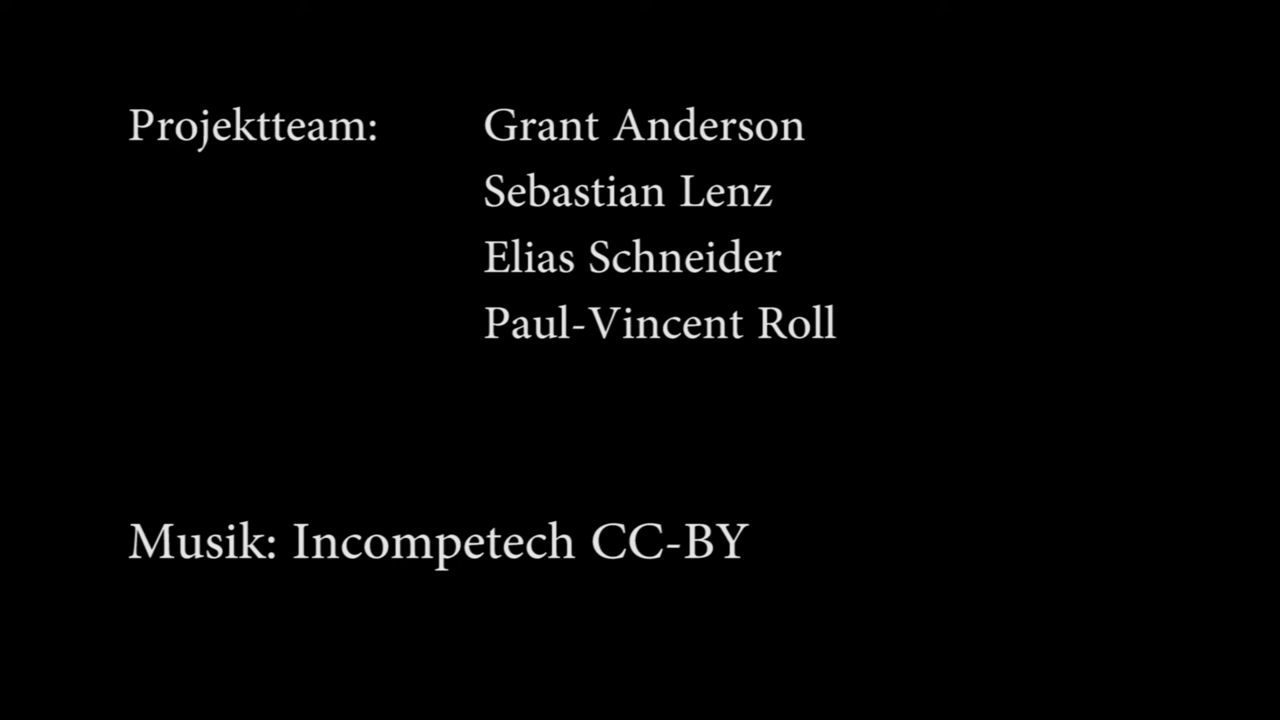 Projektteam: Grant Anderson
Sebastian Lenz
Elias Schneider
Paul-Vincent Roll
Musik: Incompetech CC-BY